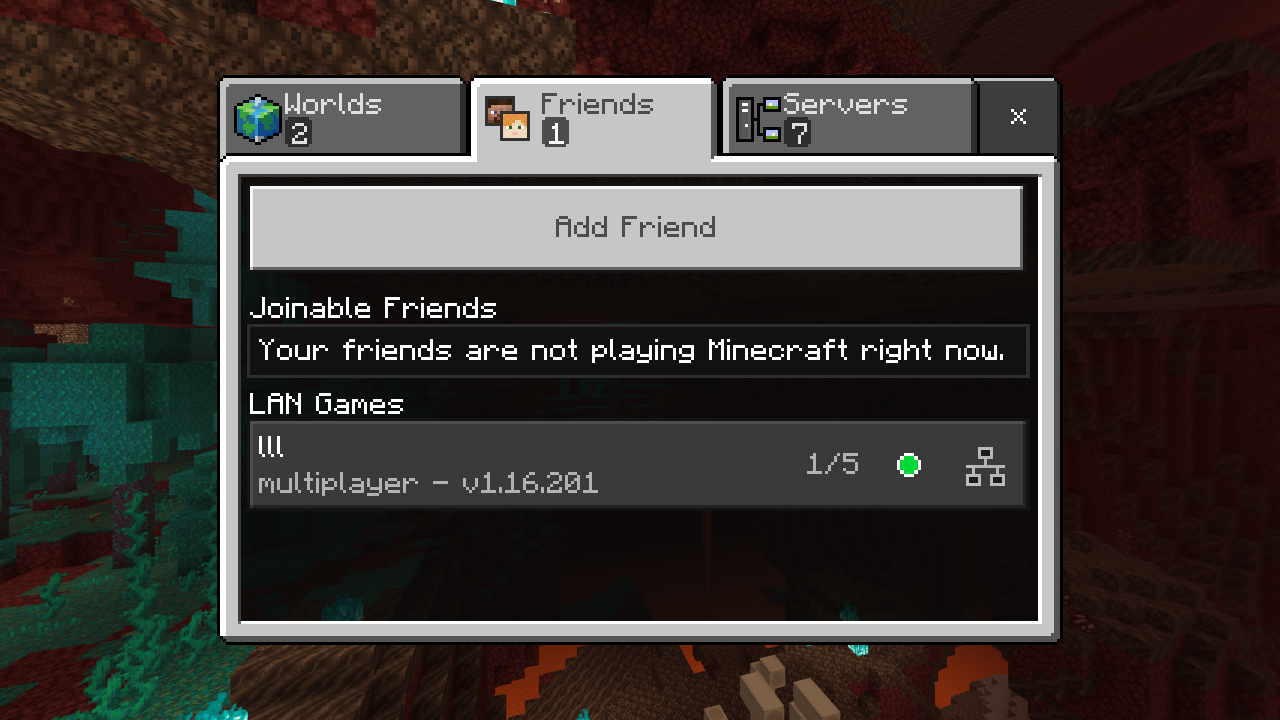 Worlds
2
Friends
1
Servers
7
Add Friend
Joinable Friends
Your friends are not playing Minecraft right now.
LAN Games
lll
multiplayer - v1.16.201
1/5